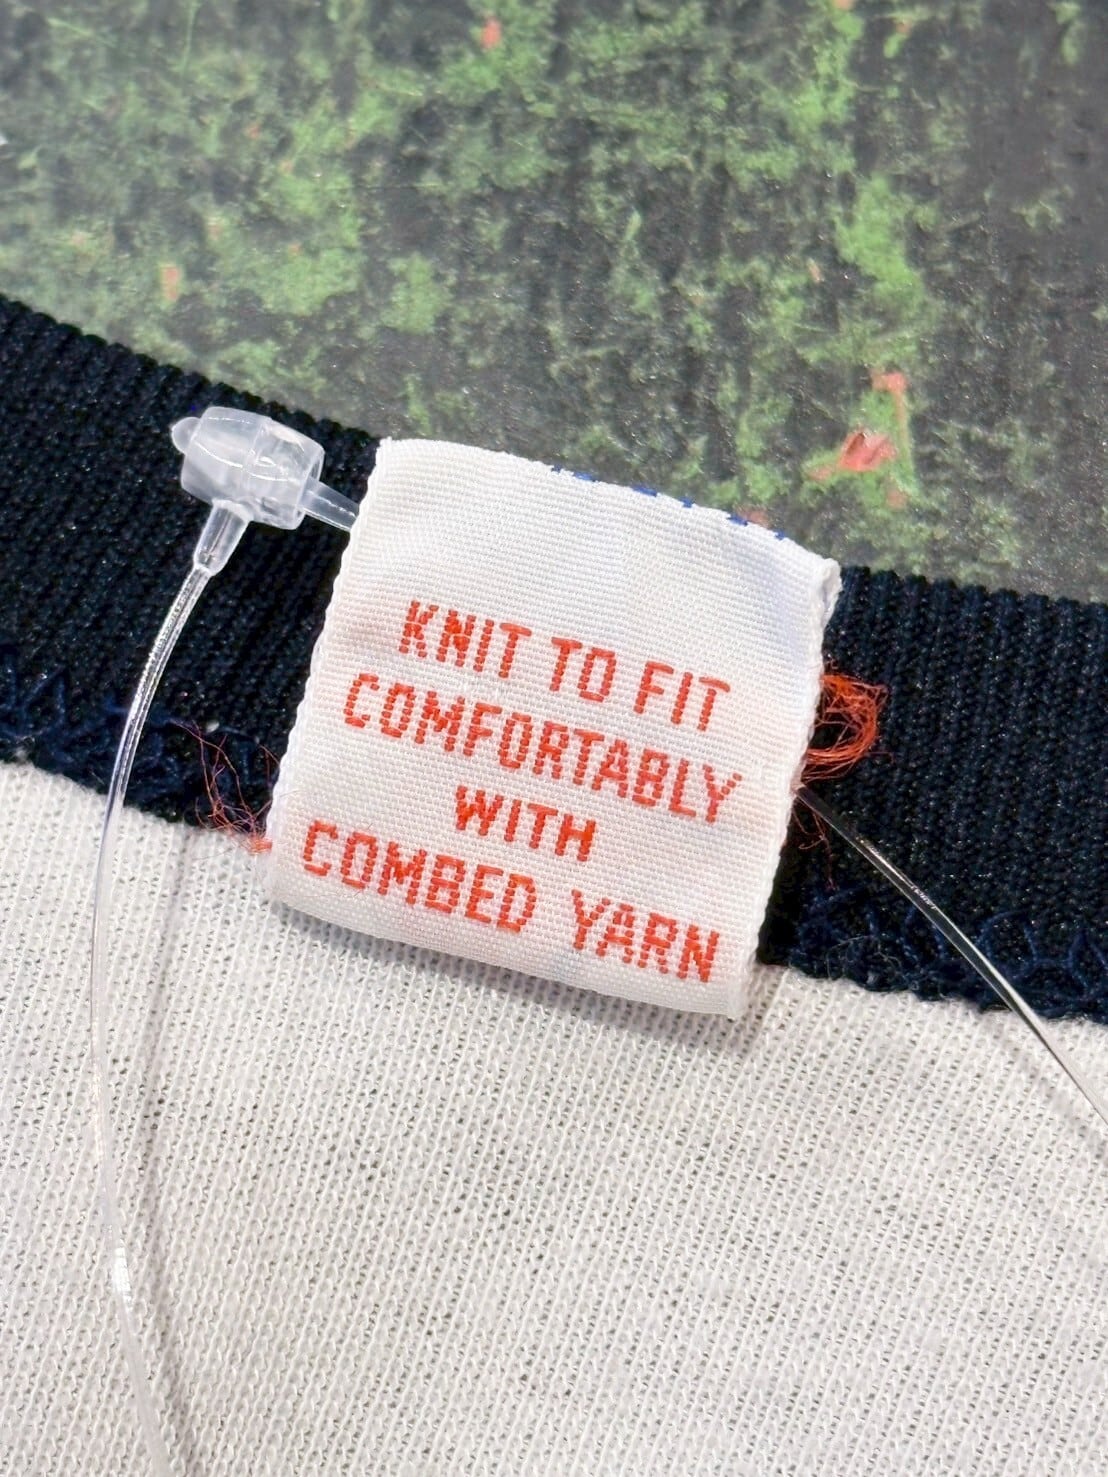 KNIT TO FIT
COMFORTABLY
WITH
COMBED YARN